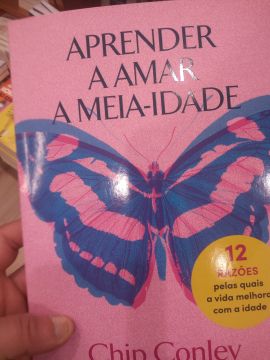 APRENDER
A AMAR
A MEIA-IDADE
12
RAZÕES
pelas quais
a vida melhora
com a idade
Chip Conley